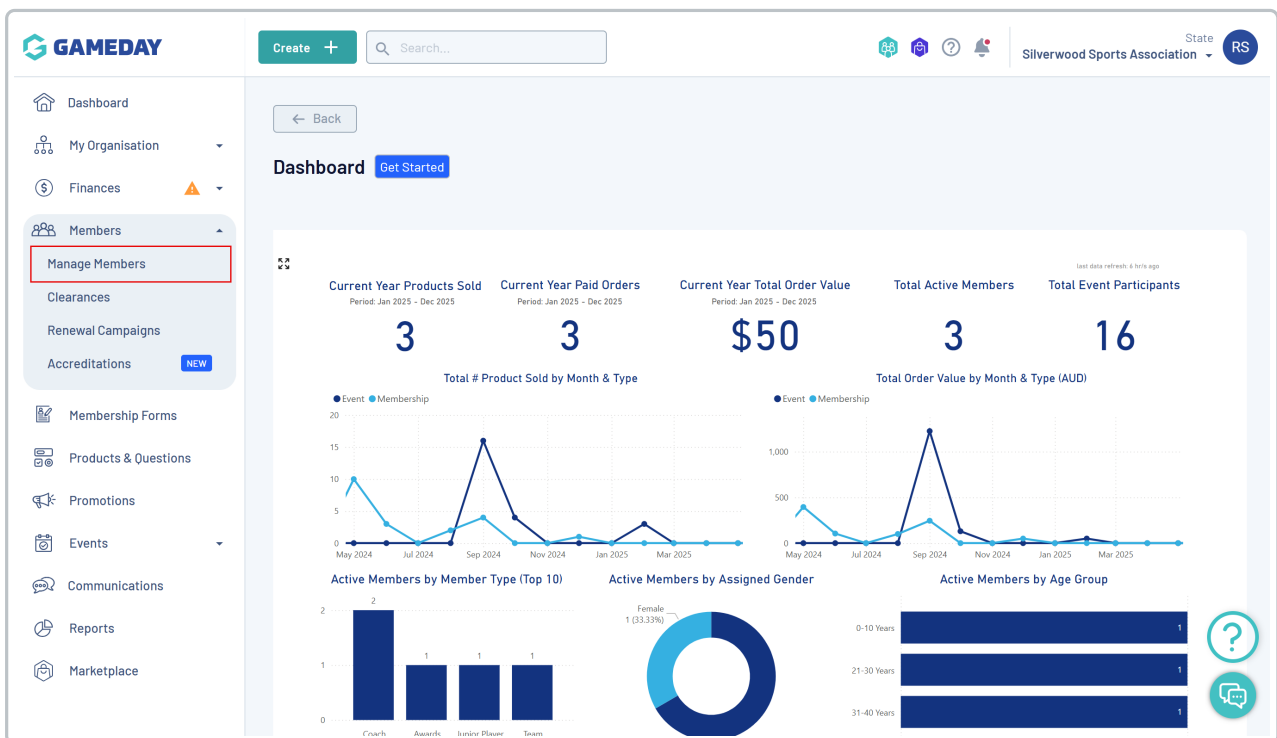 GAMEDAY
Create +
Search...
State
Silverwood Sports Association
RS
Dashboard
My Organisation
Finances
Members
Manage Members
Clearances
Renewal Campaigns
Accreditations NEW
Membership Forms
Products & Questions
Promotions
Events
Communications
Reports
Marketplace
← Back
Dashboard Get Started
last data refresh: 6 hr/s ago
Current Year Products Sold
Period: Jan 2025 - Dec 2025
3
Current Year Paid Orders
Period: Jan 2025 - Dec 2025
3
Current Year Total Order Value
Period: Jan 2025 - Dec 2025
$50
Total Active Members
3
Total Event Participants
16
Total # Product Sold by Month & Type
Event Membership
20
15
10
5
0
May 2024 Jul 2024 Sep 2024 Nov 2024 Jan 2025 Mar 2025
Total Order Value by Month & Type (AUD)
Event Membership
1,000
500
0
May 2024 Jul 2024 Sep 2024 Nov 2024 Jan 2025 Mar 2025
Active Members by Member Type (Top 10)
2
1
0
2
1
1
1
Coach Awards Junior Player Team
Active Members by Assigned Gender
Female
1 (33.33%)
Active Members by Age Group
0-10 Years 1
21-30 Years 1
31-40 Years 1